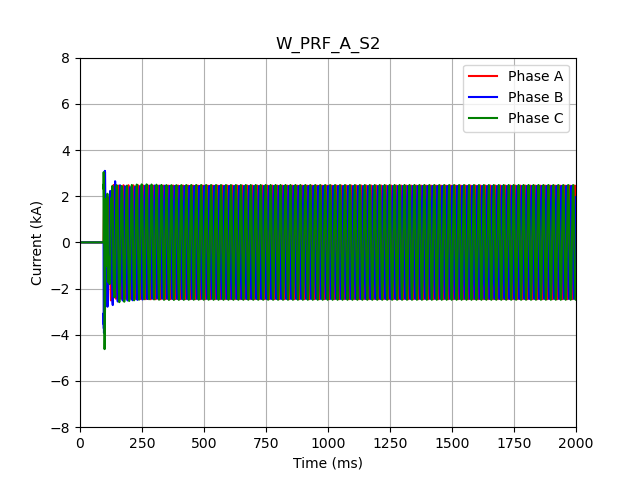 W_PRF_A_S2
8
6
4
2
0
−2
−4
−6
−8
Current (kA)
Phase A
Phase B
Phase C
0 250 500 750 1000 1250 1500 1750 2000
Time (ms)